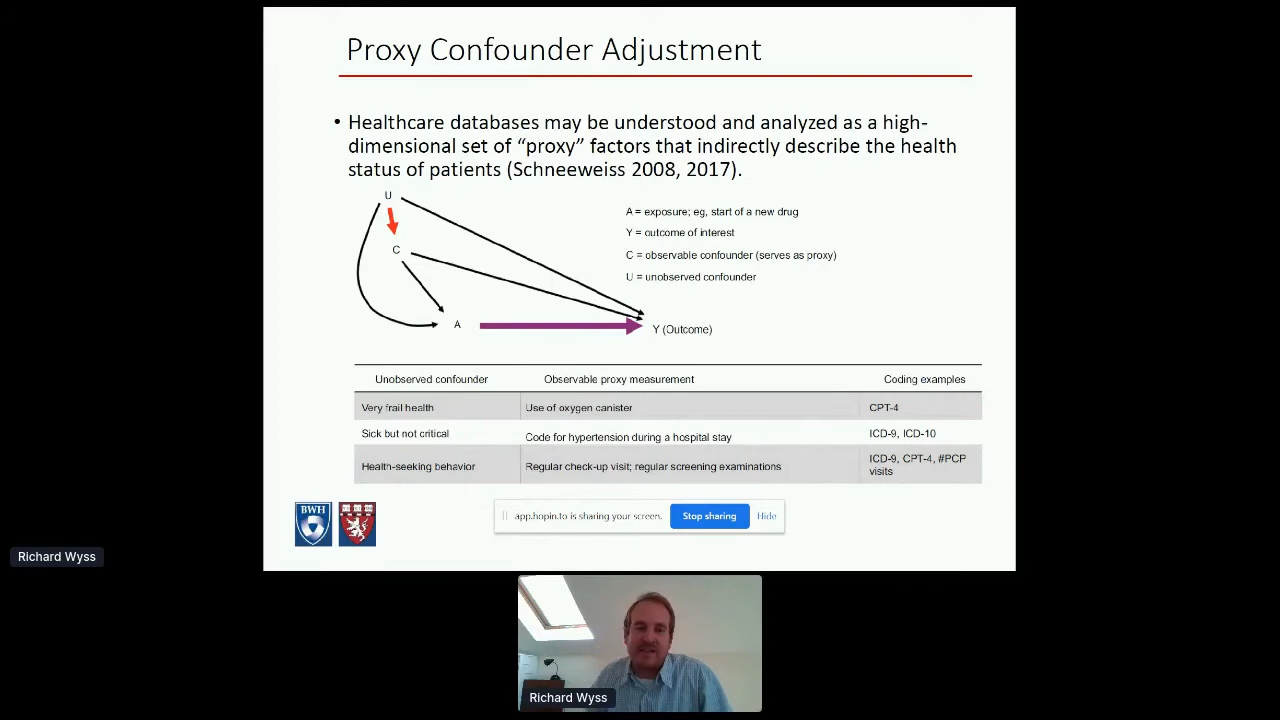 Proxy Confounder Adjustment
• Healthcare databases may be understood and analyzed as a high-
dimensional set of “proxy” factors that indirectly describe the health
status of patients (Schneeweiss 2008, 2017).
U
C
A
Y (Outcome)
A = exposure; eg, start of a new drug
Y = outcome of interest
C = observable confounder (serves as proxy)
U = unobserved confounder
Unobserved confounder Observable proxy measurement Coding examples
Very frail health Use of oxygen canister CPT-4
Sick but not critical Code for hypertension during a hospital stay ICD-9, ICD-10
Health-seeking behavior Regular check-up visit; regular screening examinations ICD-9, CPT-4, #PCP
visits
BWH
app.hopin.to is sharing your screen. Stop sharing Hide
Richard Wyss
Richard Wyss